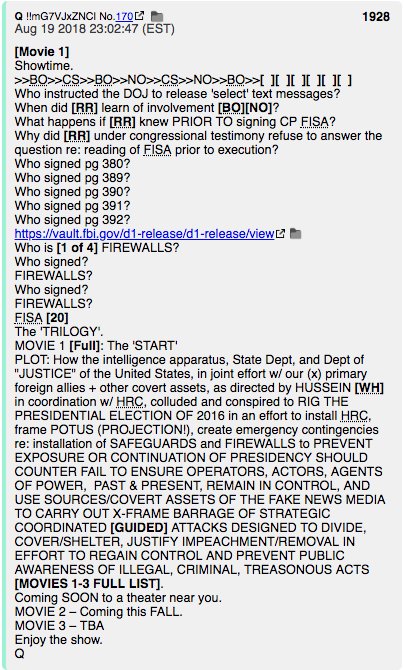 Q !!mG7VJxZNCI No.170 1928
Aug 19 2018 23:02:47 (EST)
[Movie 1]
Showtime.
>>BO>>CS>>BO>>NO>>CS>>NO>>BO>>[ ][ ][ ][ ][ ][ ]
Who instructed the DOJ to release 'select' text messages?
When did [RR] learn of involvement [BO][NO]?
What happens if [RR] knew PRIOR TO signing CP FISA?
Why did [RR] under congressional testimony refuse to answer the
question re: reading of FISA prior to execution?
Who signed pg 380?
Who signed pg 389?
Who signed pg 390?
Who signed pg 391?
Who signed pg 392?
https://vault.fbi.gov/d1-release/d1-release/view
Who is [1 of 4] FIREWALLS?
Who signed?
FIREWALLS?
Who signed?
FIREWALLS?
FISA [20]
The 'TRILOGY'.
MOVIE 1 [Full]: The 'START'
PLOT: How the intelligence apparatus, State Dept, and Dept of
"JUSTICE" of the United States, in joint effort w/ our (x) primary
foreign allies + other covert assets, as directed by HUSSEIN [WH]
in coordination w/ HRC, colluded and conspired to RIG THE
PRESIDENTIAL ELECTION OF 2016 in an effort to install HRC,
frame POTUS (PROJECTION!), create emergency contingencies
re: installation of SAFEGUARDS and FIREWALLS to PREVENT
EXPOSURE OR CONTINUATION OF PRESIDENCY SHOULD
COUNTER FAIL TO ENSURE OPERATORS, ACTORS, AGENTS
OF POWER, PAST & PRESENT, REMAIN IN CONTROL, AND
USE SOURCES/COVERT ASSETS OF THE FAKE NEWS MEDIA
TO CARRY OUT X-FRAME BARRAGE OF STRATEGIC
COORDINATED [GUIDED] ATTACKS DESIGNED TO DIVIDE,
COVER/SHELTER, JUSTIFY IMPEACHMENT/REMOVAL IN
EFFORT TO REGAIN CONTROL AND PREVENT PUBLIC
AWARENESS OF ILLEGAL, CRIMINAL, TREASONOUS ACTS
[MOVIES 1-3 FULL LIST].
Coming SOON to a theater near you.
MOVIE 2 – Coming this FALL.
MOVIE 3 – TBA
Enjoy the show.
Q